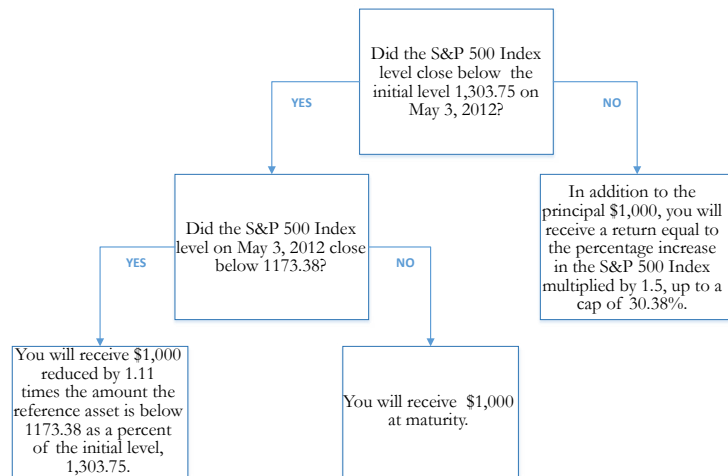 Did the S&P 500 Index
level close below the
initial level 1,303.75 on
May 3, 2012?
YES
NO
Did the S&P 500 Index
level on May 3, 2012 close
below 1173.38?
In addition to the
principal $1,000, you will
receive a return equal to
the percentage increase
in the S&P 500 Index
multiplied by 1.5, up to a
cap of 30.38%.
YES
NO
You will receive $1,000
reduced by 1.11
times the amount the
reference asset is below
1173.38 as a percent
of the initial level,
1,303.75.
You will receive $1,000
at maturity.